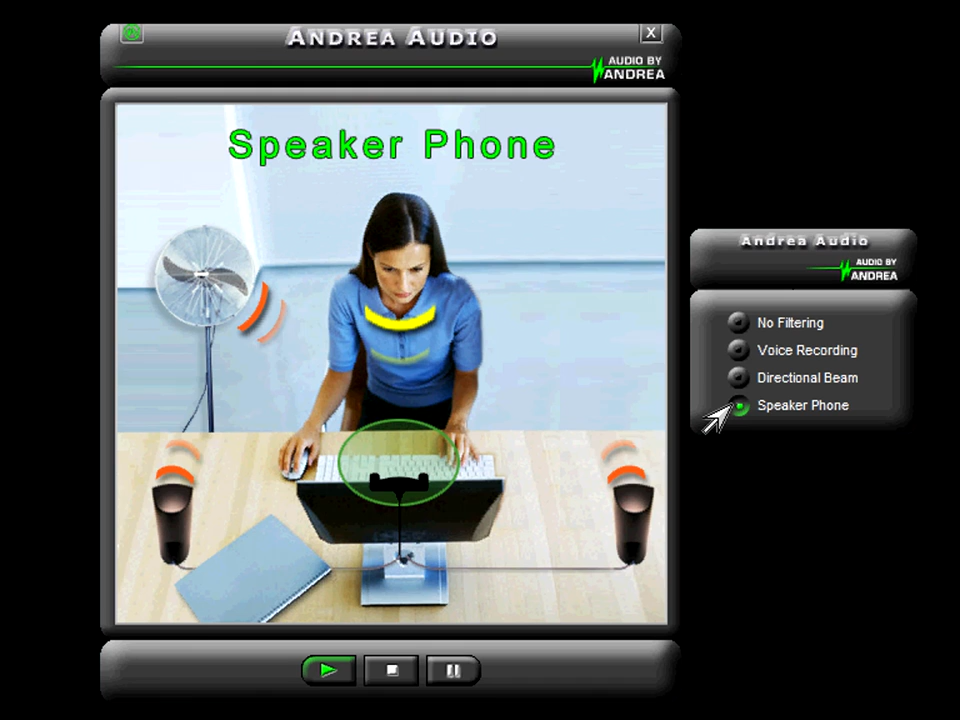 ANDREA AUDIO
X
AUDIO BY
ANDREA
Speaker Phone
Andrea Audio
AUDIO BY
ANDREA
No Filtering
Voice Recording
Directional Beam
Speaker Phone